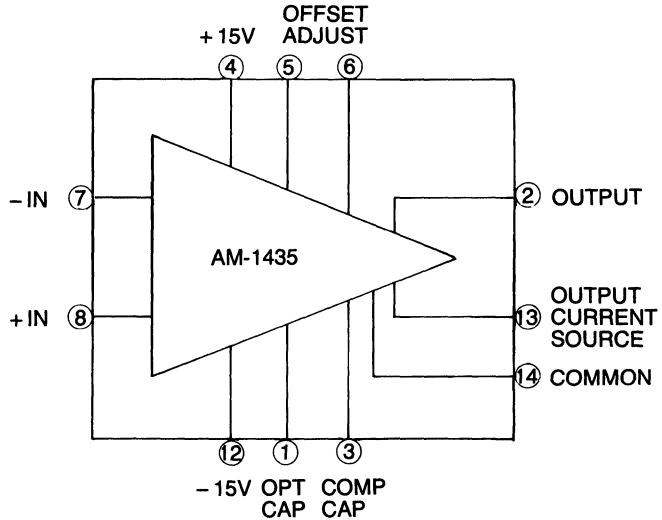 OFFSET
+15V ADJUST
4 5 6
-IN 7
2 OUTPUT
AM-1435
+IN 8
OUTPUT
13 CURRENT
SOURCE
14 COMMON
12 1 3
-15V OPT COMP
CAP CAP